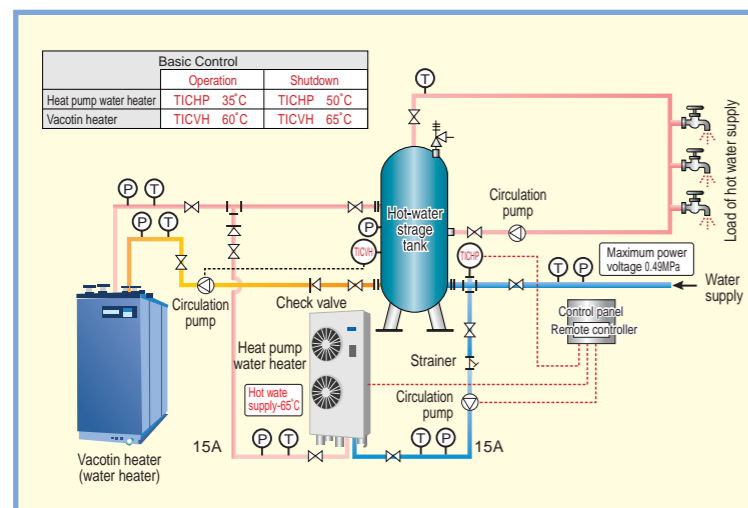 Basic Control
Operation Shutdown
Heat pump water heater TICHP 35°C TICHP 50°C
Vacotin heater TICVH 60°C TICVH 65°C
T
P T
P T
P
TICVH
Hot-water
strage
tank
Circulation
pump
TICHP
T P
Load of hot water supply
Maximum power
voltage 0.49MPa
Water
supply
Control panel
Remote controller
Circulation
pump
Check valve
Heat pump
water heater
Strainer
Hot wate
supply-65°C
Circulation
pump
15A
P T
T P
15A
Vacotin heater
(water heater)